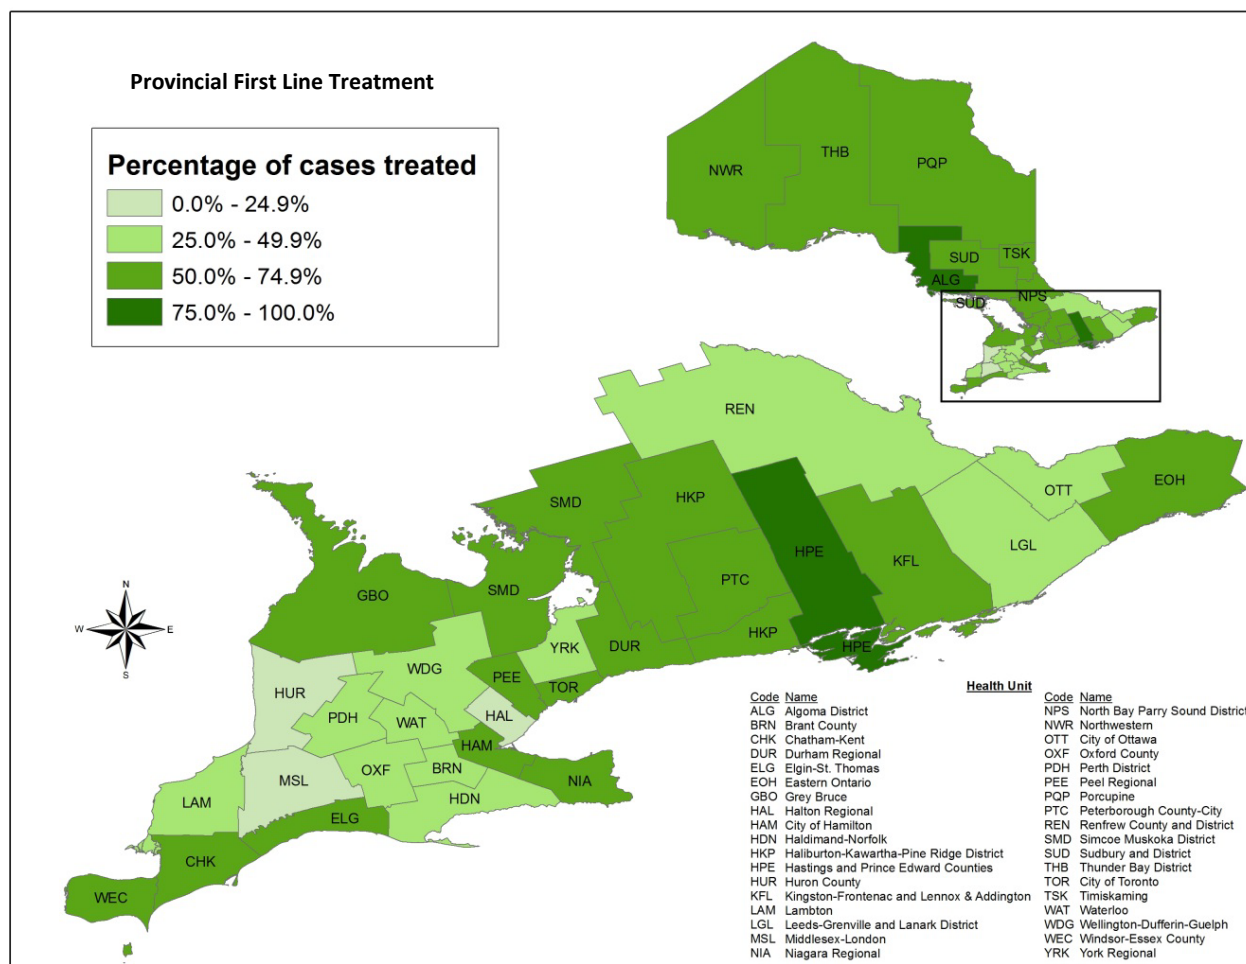 Provincial First Line Treatment
Percentage of cases treated
0.0% - 24.9%
25.0% - 49.9%
50.0% - 74.9%
75.0% - 100.0%
NWR
THB
PQP
SUD
TSK
ALG
SUD
NPS
REN
SMD
HKP
OTT
EOH
HPE
LGL
KFL
PTC
GBO
SMD
HKP
DUR
YRK
HPE
WDG
PEE
TOR
HUR
PDH
WAT
HAL
HAM
MSL
OXF
BRN
NIA
LAM
HDN
ELG
CHK
WEC
N
W E
S
Health Unit
Code Name
ALG Algoma District
BRN Brant County
CHK Chatham-Kent
DUR Durham Regional
ELG Elgin-St. Thomas
EOH Eastern Ontario
GBO Grey Bruce
HAL Halton Regional
HAM City of Hamilton
HDN Haldimand-Norfolk
HKP Haliburton-Kawartha-Pine Ridge District
HPE Hastings and Prince Edward Counties
HUR Huron County
KFL Kingston-Frontenac and Lennox & Addington
LAM Lambton
LGL Leeds-Grenville and Lanark District
MSL Middlesex-London
NIA Niagara Regional
Code Name
NPS North Bay Parry Sound District
NWR Northwestern
OTT City of Ottawa
OXF Oxford County
PDH Perth District
PEE Peel Regional
PQP Porcupine
PTC Peterborough County-City
REN Renfrew County and District
SMD Simcoe Muskoka District
SUD Sudbury and District
THB Thunder Bay District
TOR City of Toronto
TSK Timiskaming
WAT Waterloo
WDG Wellington-Dufferin-Guelph
WEC Windsor-Essex County
YRK York Regional